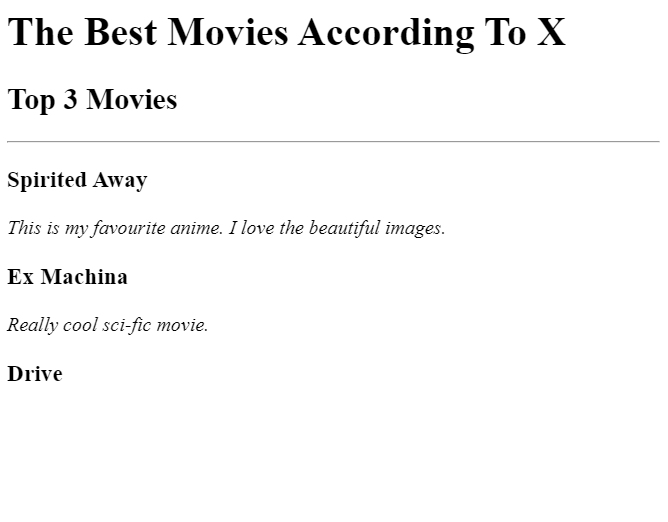 The Best Movies According To X
Top 3 Movies
Spirited Away
This is my favourite anime. I love the beautiful images.
Ex Machina
Really cool sci-fic movie.
Drive